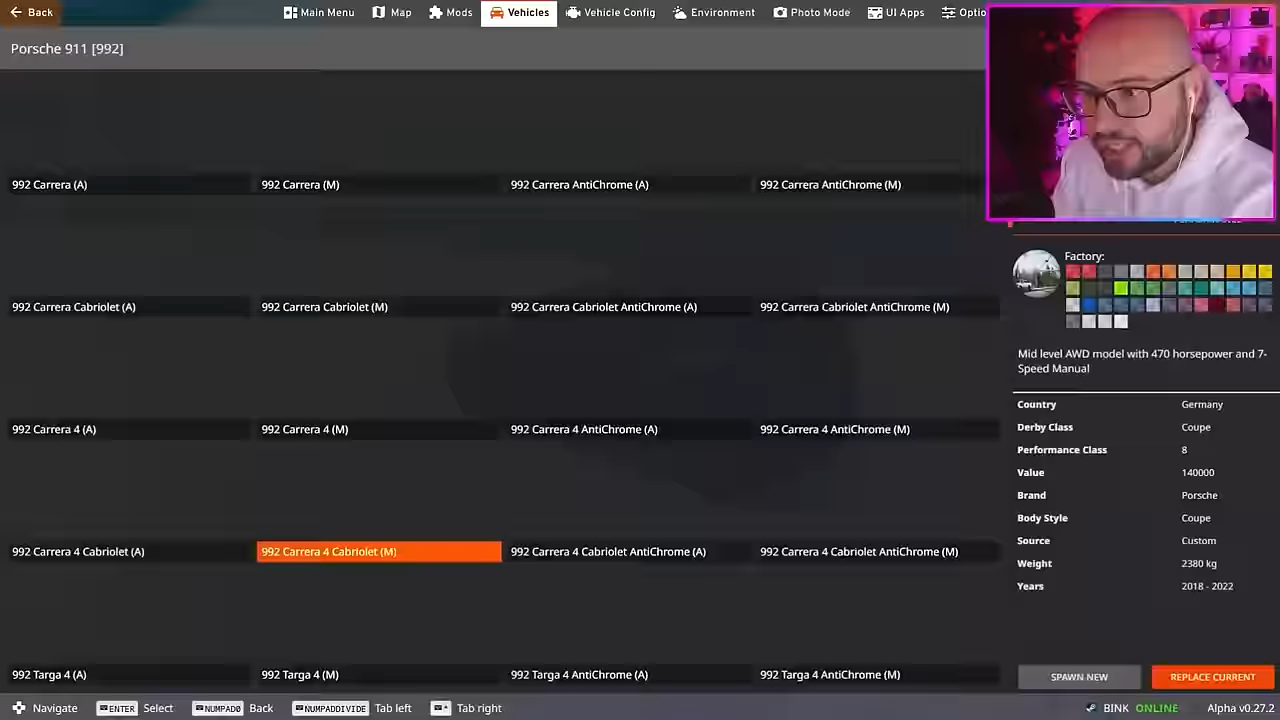 Back
Main Menu
Map
Mods
Vehicles
Vehicle Config
Environment
Photo Mode
UI Apps
Optio
Porsche 911 [992]
992 Carrera (A)
992 Carrera (M)
992 Carrera AntiChrome (A)
992 Carrera AntiChrome (M)
992 Carrera Cabriolet (A)
992 Carrera Cabriolet (M)
992 Carrera Cabriolet AntiChrome (A)
992 Carrera Cabriolet AntiChrome (M)
992 Carrera 4 (A)
992 Carrera 4 (M)
992 Carrera 4 AntiChrome (A)
992 Carrera 4 AntiChrome (M)
992 Carrera 4 Cabriolet (A)
992 Carrera 4 Cabriolet (M)
992 Carrera 4 Cabriolet AntiChrome (A)
992 Carrera 4 Cabriolet AntiChrome (M)
992 Targa 4 (A)
992 Targa 4 (M)
992 Targa 4 AntiChrome (A)
992 Targa 4 AntiChrome (M)
Factory:
Mid level AWD model with 470 horsepower and 7-
Speed Manual
Country Germany
Derby Class Coupe
Performance Class 8
Value 140000
Brand Porsche
Body Style Coupe
Source Custom
Weight 2380 kg
Years 2018 - 2022
SPAWN NEW
REPLACE CURRENT
Navigate
ENTER Select
NUMPAD0 Back
NUMPADDIVIDE Tab left
Tab right
BINK ONLINE
Alpha v0.27.2